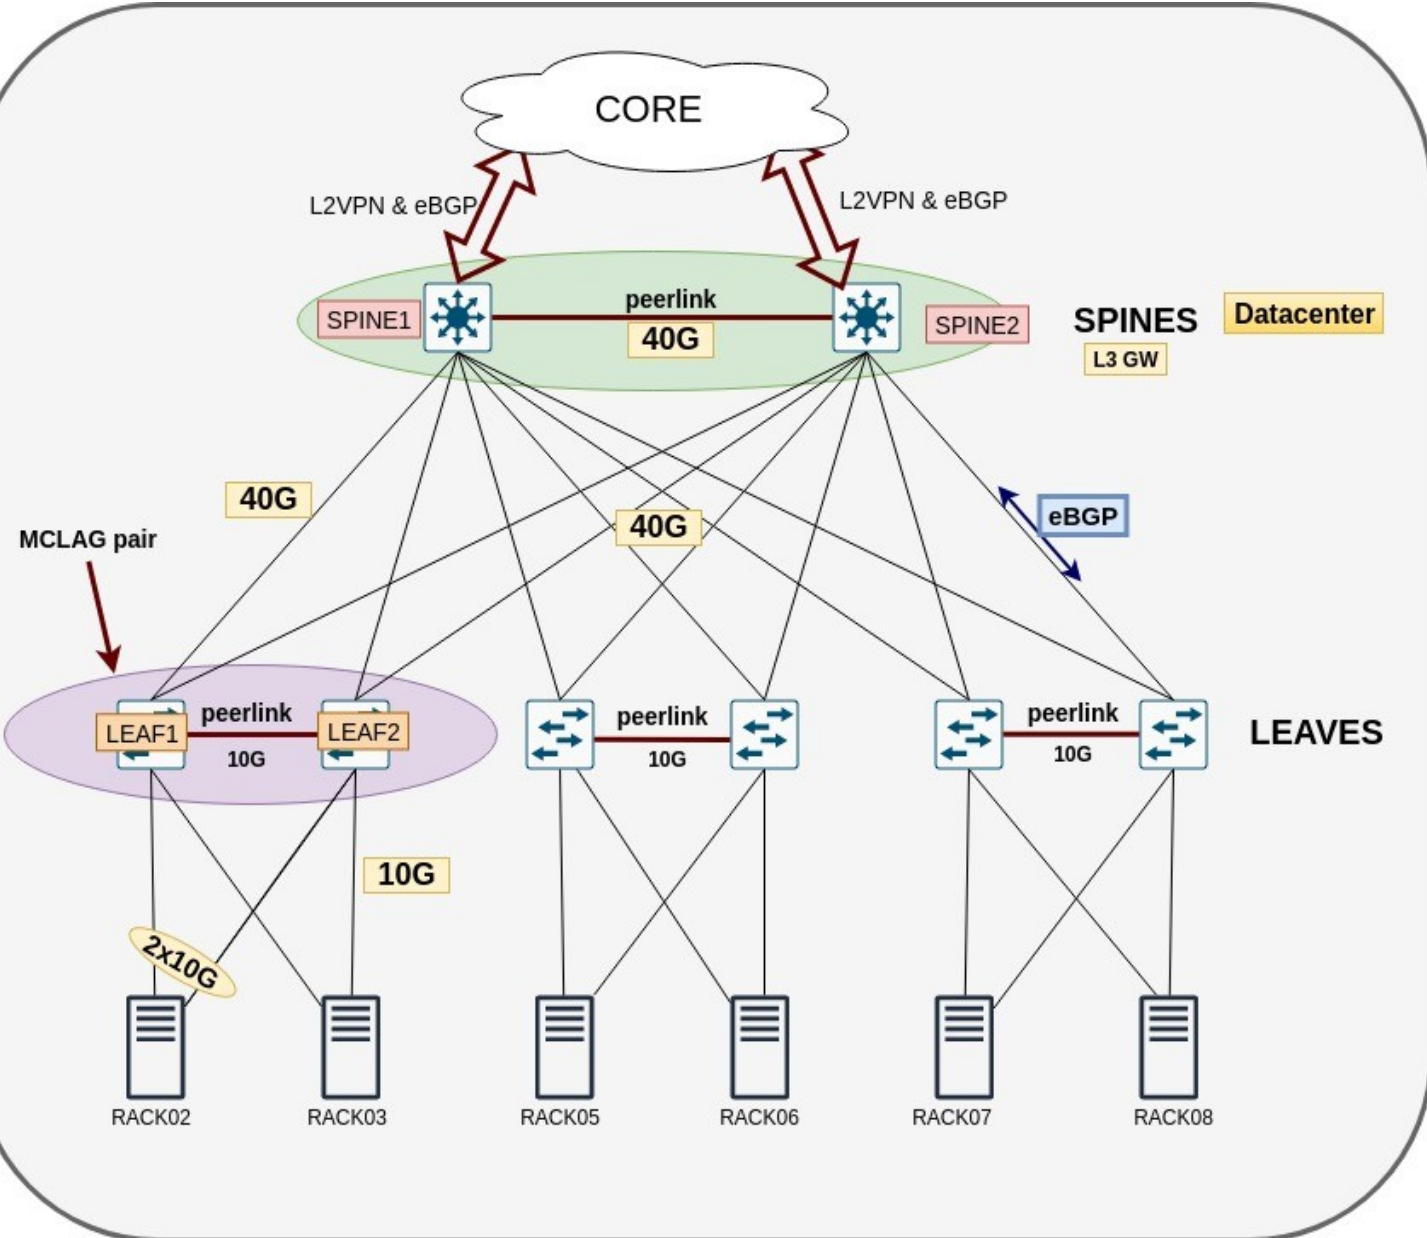 CORE
L2VPN & eBGP
L2VPN & eBGP
peerlink
SPINE1
40G
SPINE2
SPINES
Datacenter
L3 GW
40G
40G
eBGP
MCLAG pair
LEAF1
peerlink
10G
LEAF2
peerlink
10G
peerlink
10G
LEAVES
10G
2x10G
RACK02
RACK03
RACK05
RACK06
RACK07
RACK08